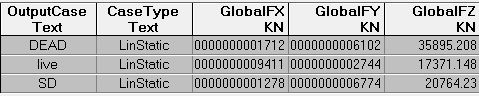 OutputCase CaseType GlobalFX GlobalFY GlobalFZ
Text Text KN KN KN
DEAD LinStatic 0000000001712 0000000006102 35895.208
live LinStatic 0000000009411 0000000002744 17371.148
SD LinStatic 0000000001278 0000000006774 20764.23